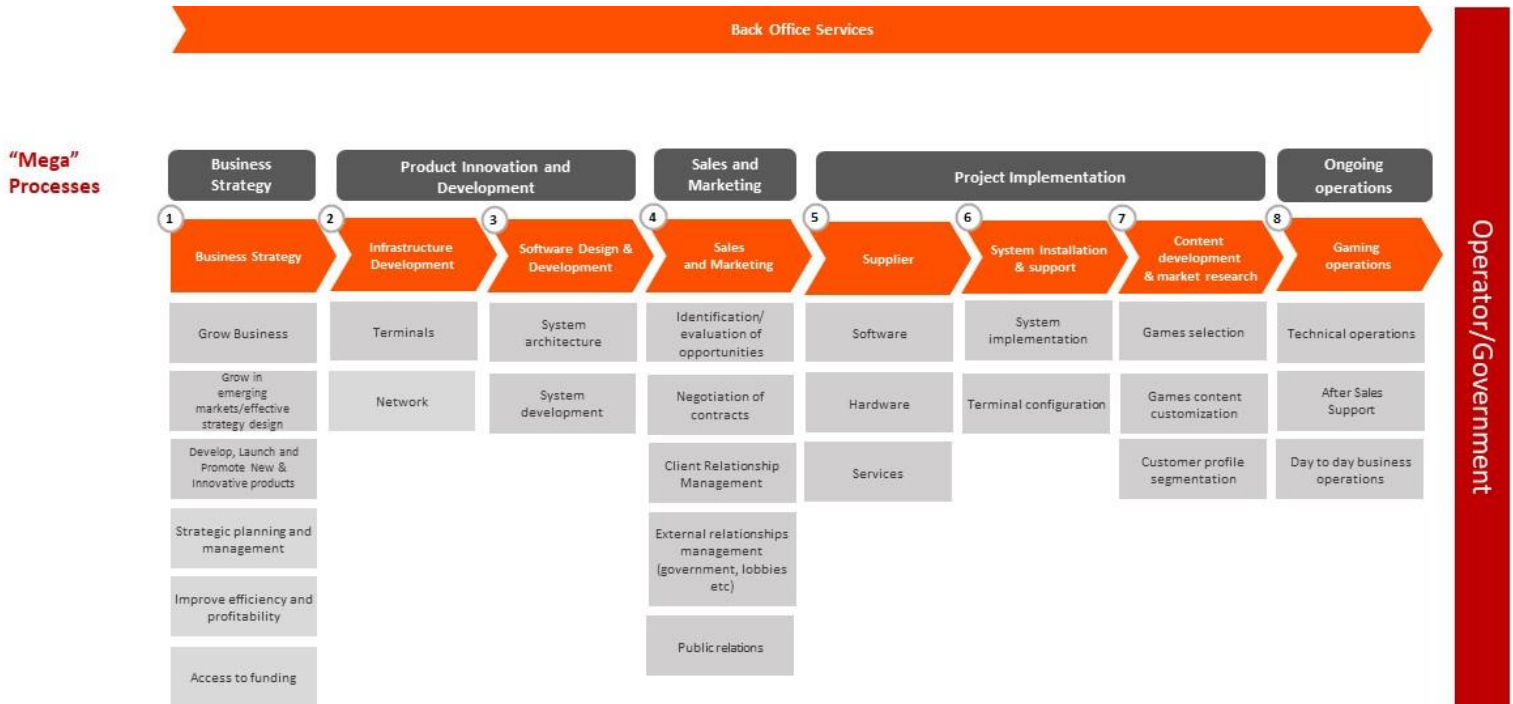 Back Office Services
“Mega”
Processes
Business
Strategy
Product Innovation and
Development
Sales and
Marketing
Project Implementation
Ongoing
operations
1
2
3
4
5
6
7
8
Business Strategy
Infrastructure
Development
Software Design &
Development
Sales
and Marketing
Supplier
System Installation
& support
Content
development
& market research
Gaming
operations
Grow Business
Grow in
emerging
markets/effective
strategy design
Develop, Launch and
Promote New &
Innovative products
Strategic planning and
management
Improve efficiency and
profitability
Access to funding
Terminals
Network
System
architecture
System
development
Identification/
evaluation of
opportunities
Negotiation of
contracts
Client Relationship
Management
External relationships
management
(government, lobbies
etc)
Public relations
Software
Hardware
Services
System
implementation
Terminal configuration
Games selection
Games content
customization
Customer profile
segmentation
Technical operations
After Sales
Support
Day to day business
operations
Operator/Government